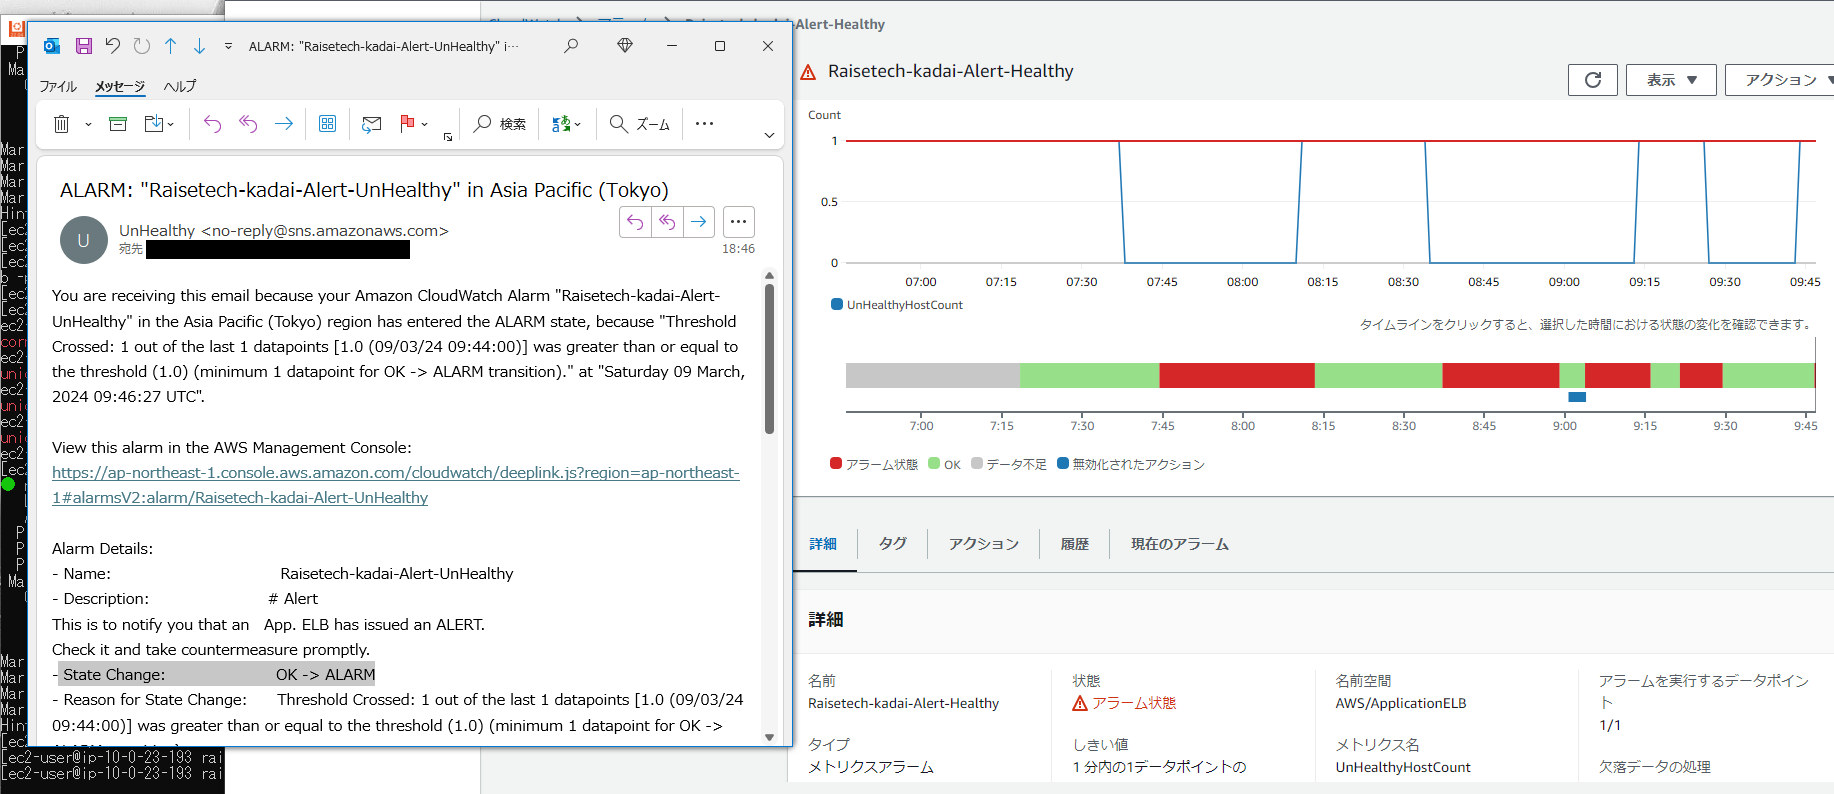 ALARM: "Raisetech-kadai-Alert-UnHealthy" i…
ファイル メッセージ ヘルプ
検索 ズーム
ALARM: "Raisetech-kadai-Alert-UnHealthy" in Asia Pacific (Tokyo)
U
UnHealthy <no-reply@sns.amazonaws.com>
宛先
18:46
You are receiving this email because your Amazon CloudWatch Alarm "Raisetech-kadai-Alert-
UnHealthy" in the Asia Pacific (Tokyo) region has entered the ALARM state, because "Threshold
Crossed: 1 out of the last 1 datapoints [1.0 (09/03/24 09:44:00)] was greater than or equal to
the threshold (1.0) (minimum 1 datapoint for OK -> ALARM transition)." at "Saturday 09 March,
2024 09:46:27 UTC".
View this alarm in the AWS Management Console:
https://ap-northeast-1.console.aws.amazon.com/cloudwatch/deeplink.js?region=ap-northeast-
1#alarmsV2:alarm/Raisetech-kadai-Alert-UnHealthy
Alarm Details:
- Name: Raisetech-kadai-Alert-UnHealthy
- Description: # Alert
This is to notify you that an App. ELB has issued an ALERT.
Check it and take countermeasure promptly.
- State Change: OK -> ALARM
- Reason for State Change: Threshold Crossed: 1 out of the last 1 datapoints [1.0 (09/03/24
09:44:00)] was greater than or equal to the threshold (1.0) (minimum 1 datapoint for OK ->
[ec2-user@ip-10-0-23-193 rai
[ec2-user@ip-10-0-23-193 rai
-Alert-Healthy
Raisetech-kadai-Alert-Healthy
表示 ▼ アクション ▼
Count
1
0.5
0
07:00 07:15 07:30 07:45 08:00 08:15 08:30 08:45 09:00 09:15 09:30 09:45
UnHealthyHostCount
タイムラインをクリックすると、選択した時間における状態の変化を確認できます。
7:00 7:15 7:30 7:45 8:00 8:15 8:30 8:45 9:00 9:15 9:30 9:45
アラーム状態 OK データ不足 無効化されたアクション
詳細 タグ アクション 履歴 現在のアラーム
詳細
名前
Raisetech-kadai-Alert-Healthy
タイプ
メトリクスアラーム
状態
アラーム状態
しきい値
1 分内の1データポイントの
名前空間
AWS/ApplicationELB
メトリクス名
UnHealthyHostCount
アラームを実行するデータポイン
ト
1/1
欠落データの処理